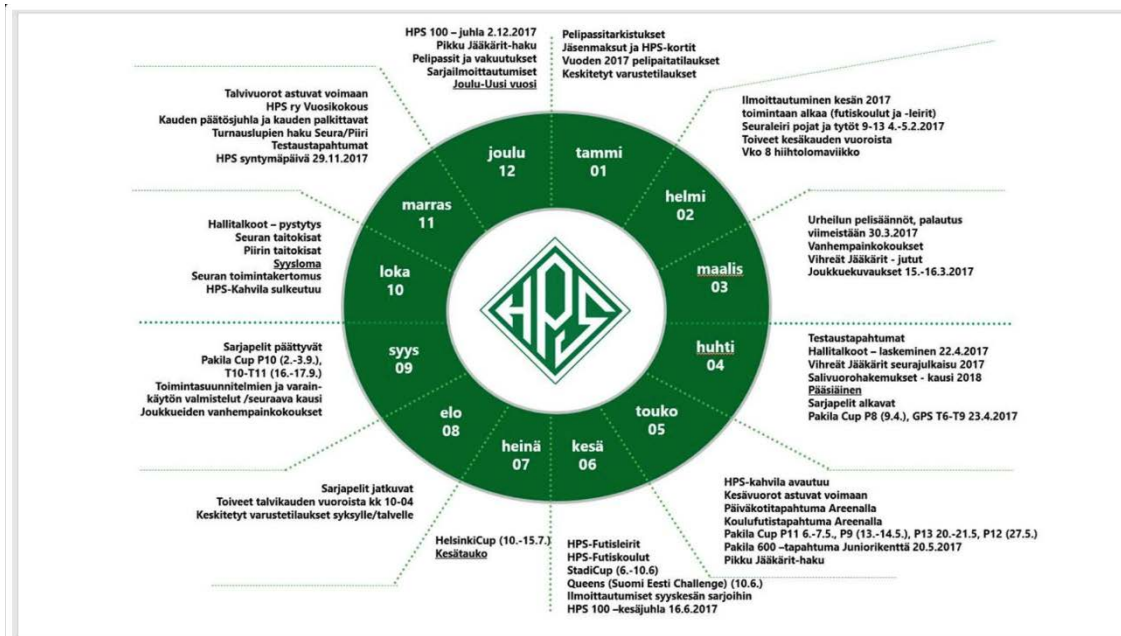 HPS 100 – juhla 2.12.2017
Pikku Jääkärit-haku
Pelipassit ja vakuutukset
Sarjailmoittautumiset
Joulu-Uusi vuosi
Pelipassitarkistukset
Jäsenmaksut ja HPS-kortit
Vuoden 2017 pelipaitatilaukset
Keskitetyt varustetilaukset
Ilmoittautuminen kesän 2017
toimintaan alkaa (futiskoulut ja -leirit)
Seuraleiri pojat ja tytöt 9-13 4.-5.2.2017
Toiveet kesäkauden vuoroista
Vko 8 hiihtolomaviikko
Urheilun pelisäännöt, palautus
viimeistään 30.3.2017
Vanhempainkokoukset
Vihreät Jääkärit - jutut
Joukkuekuvaukset 15.-16.3.2017
Testaustapahtumat
Hallitalkoot – laskeminen 22.4.2017
Vihreät Jääkärit seurajulkaisu 2017
Salivuorohakemukset - kausi 2018
Pääsiäinen
Sarjapelit alkavat
Pakila Cup P8 (9.4.), GPS T6-T9 23.4.2017
HPS-kahvila avautuu
Kesävuorot astuvat voimaan
Päiväkotitapahtuma Areenalla
Koulufutistapahtuma Areenalla
Pakila Cup P11 6.-7.5., P9 (13.-14.5.), P13 20.-21.5, P12 (27.5.)
Pakila 600 –tapahtuma Juniorikenttä 20.5.2017
Pikku Jääkärit-haku
HPS-Futisleirit
HPS-Futiskoulut
StadiCup (6.-10.6)
Queens (Suomi Eesti Challenge) (10.6.)
Ilmoittautumiset syyskesän sarjoihin
HPS 100 –kesäjuhla 16.6.2017
HelsinkiCup (10.-15.7.)
Kesätauko
Sarjapelit jatkuvat
Toiveet talvikauden vuoroista kk 10-04
Keskitetyt varustetilaukset syksylle/talvelle
Sarjapelit päättyvät
Pakila Cup P10 (2.-3.9.),
T10-T11 (16.-17.9.)
Toimintasuunnitelmien ja varain-
käytön valmistelut /seuraava kausi
Joukkueiden vanhempainkokoukset
Hallitalkoot – pystytys
Seuran taitokisat
Piirin taitokisat
Syysloma
Seuran toimintakertomus
HPS-Kahvila sulkeutuu
Talvivuorot astuvat voimaan
HPS ry Vuosikokous
Kauden päätösjuhla ja kauden palkittavat
Turnauslupien haku Seura/Piiri
Testaustapahtumat
HPS syntymäpäivä 29.11.2017
tammi
01
helmi
02
maalis
03
huhti
04
touko
05
kesä
06
heinä
07
elo
08
syys
09
loka
10
marras
11
joulu
12
HPS